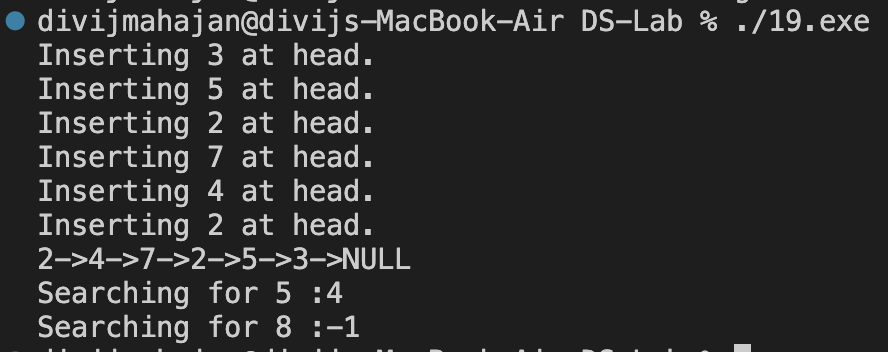 divijmahajan@divijs-MacBook-Air DS-Lab % ./19.exe
Inserting 3 at head.
Inserting 5 at head.
Inserting 2 at head.
Inserting 7 at head.
Inserting 4 at head.
Inserting 2 at head.
2->4->7->2->5->3->NULL
Searching for 5 :4
Searching for 8 :-1